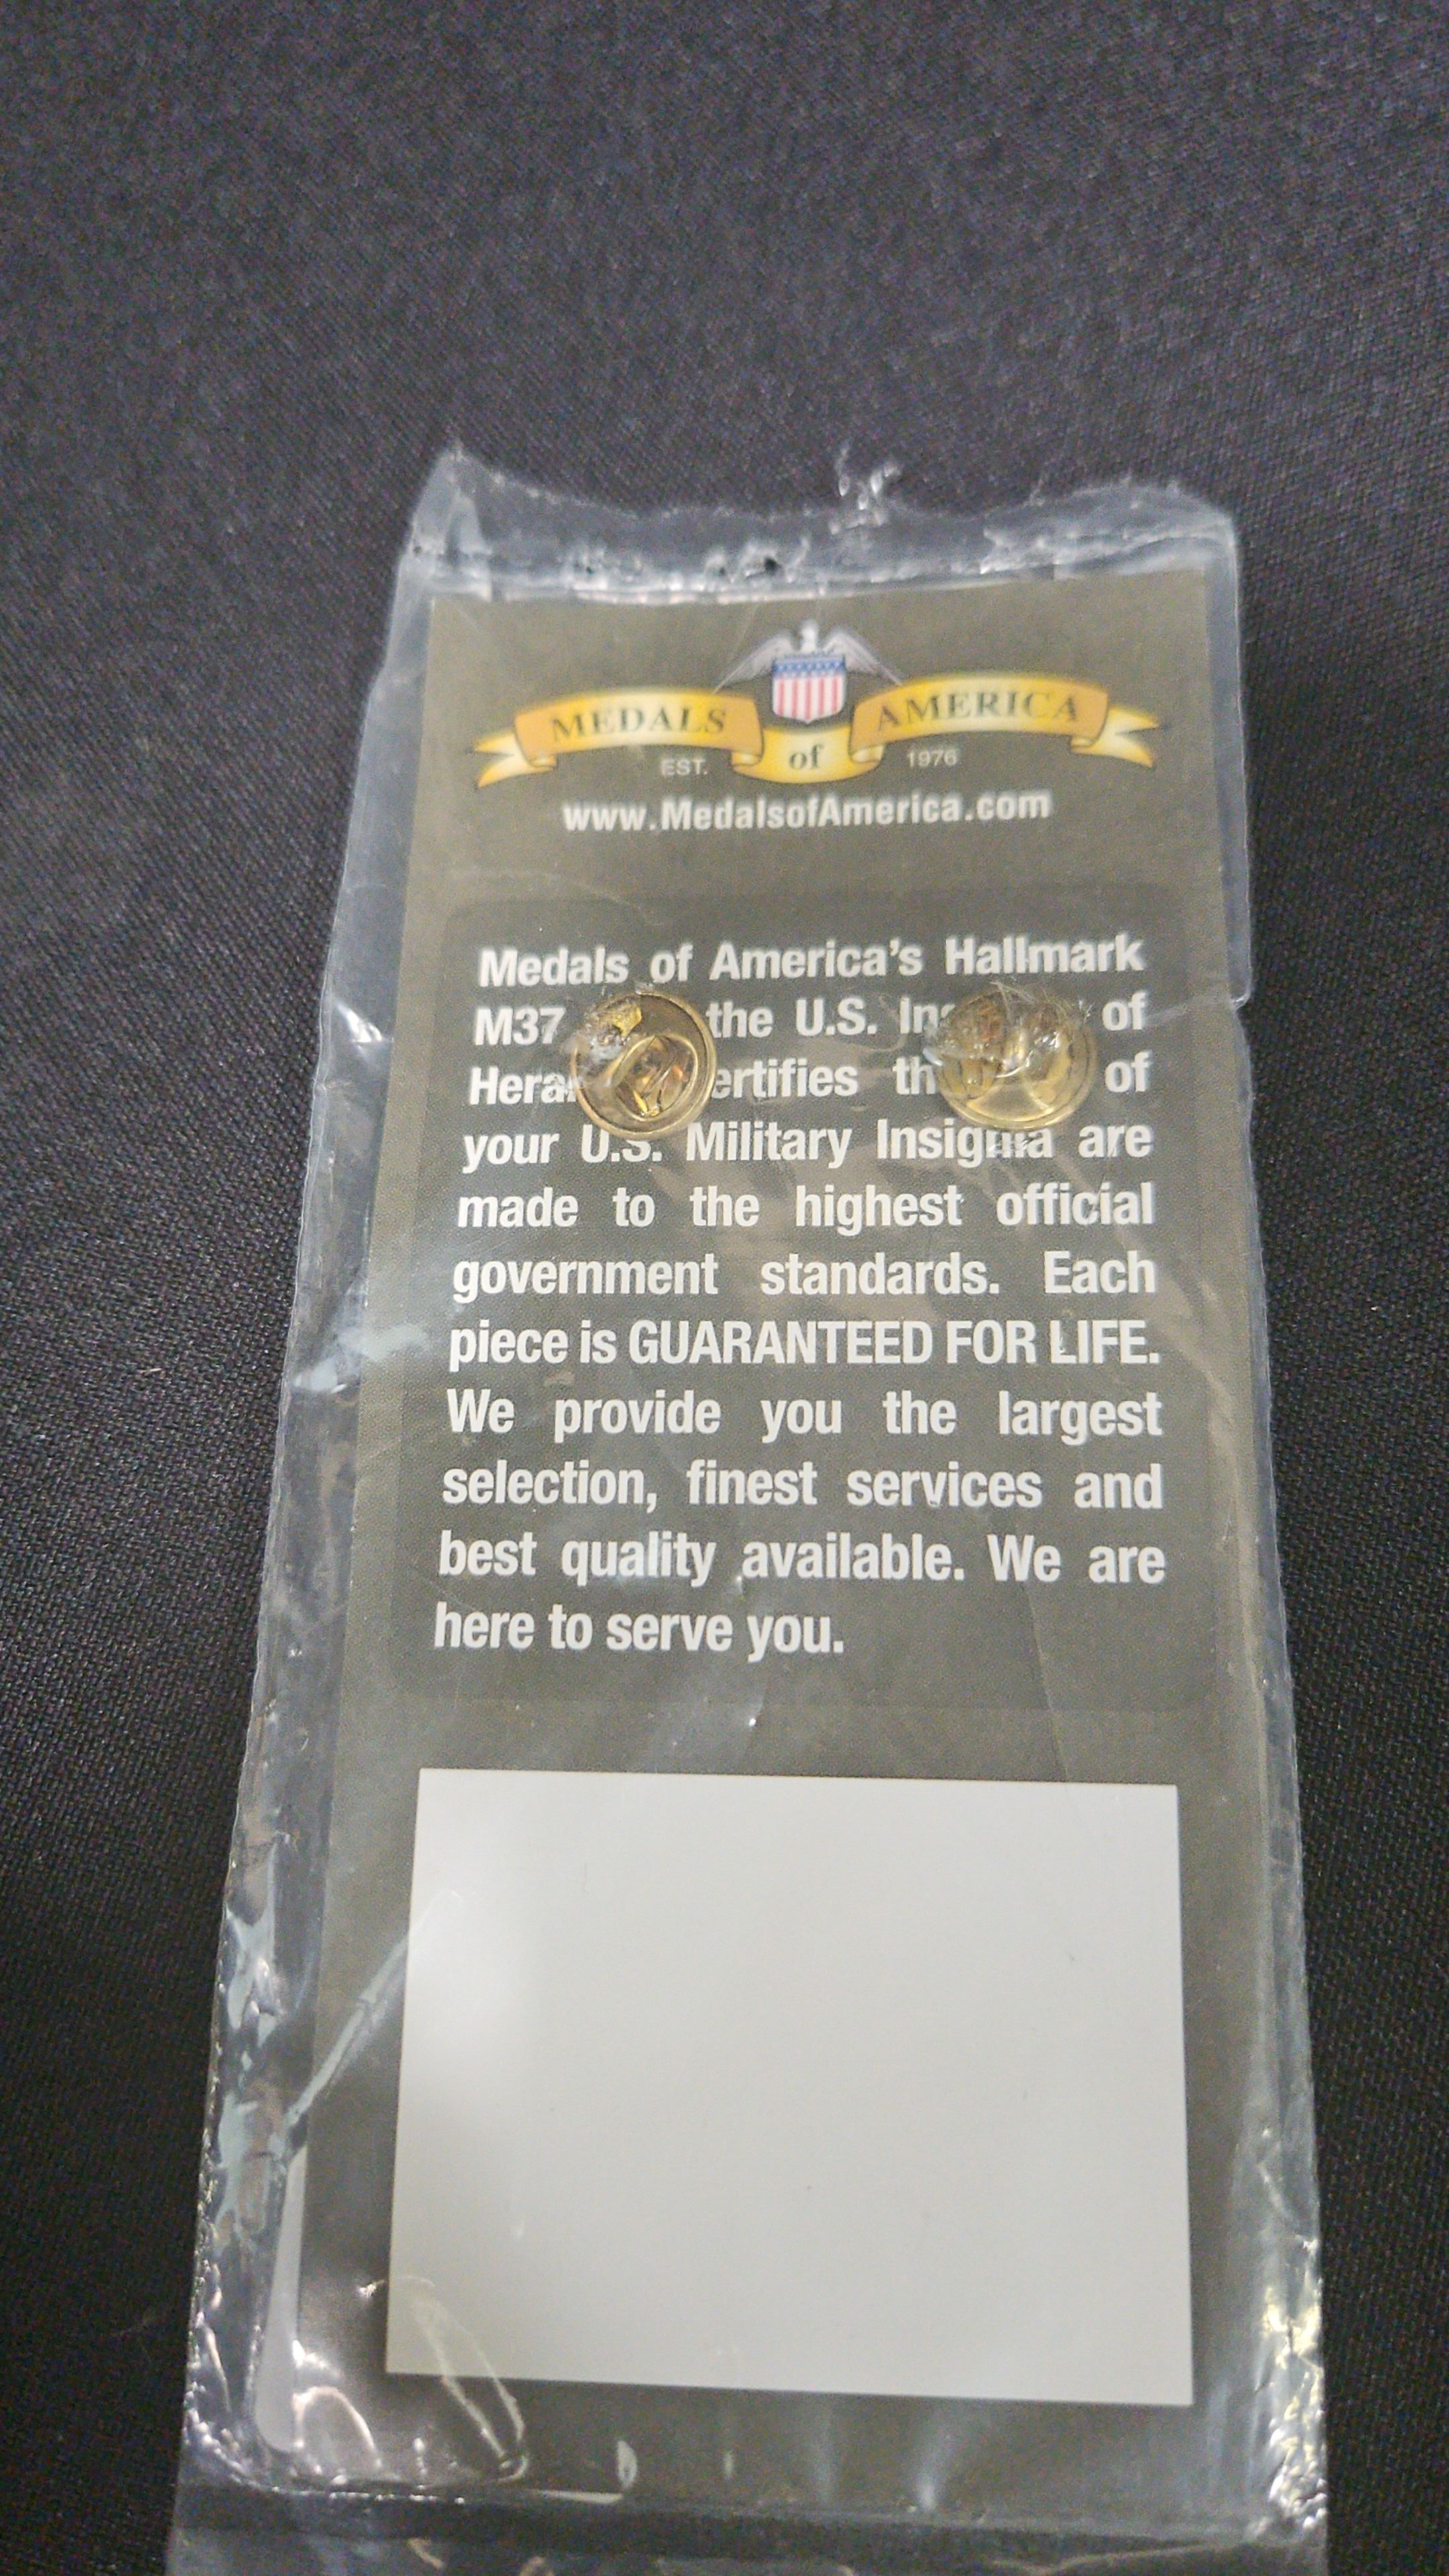 MEDALS of AMERICA
EST. 1976
www.MedalsofAmerica.com
Medals of America's Hallmark
M37 the U.S. of
of
your U.S. Military Insignia are
made to the highest official
government standards. Each
piece is GUARANTEED FOR LIFE.
We provide you the largest
selection, finest services and
best quality available. We are
here to serve you.